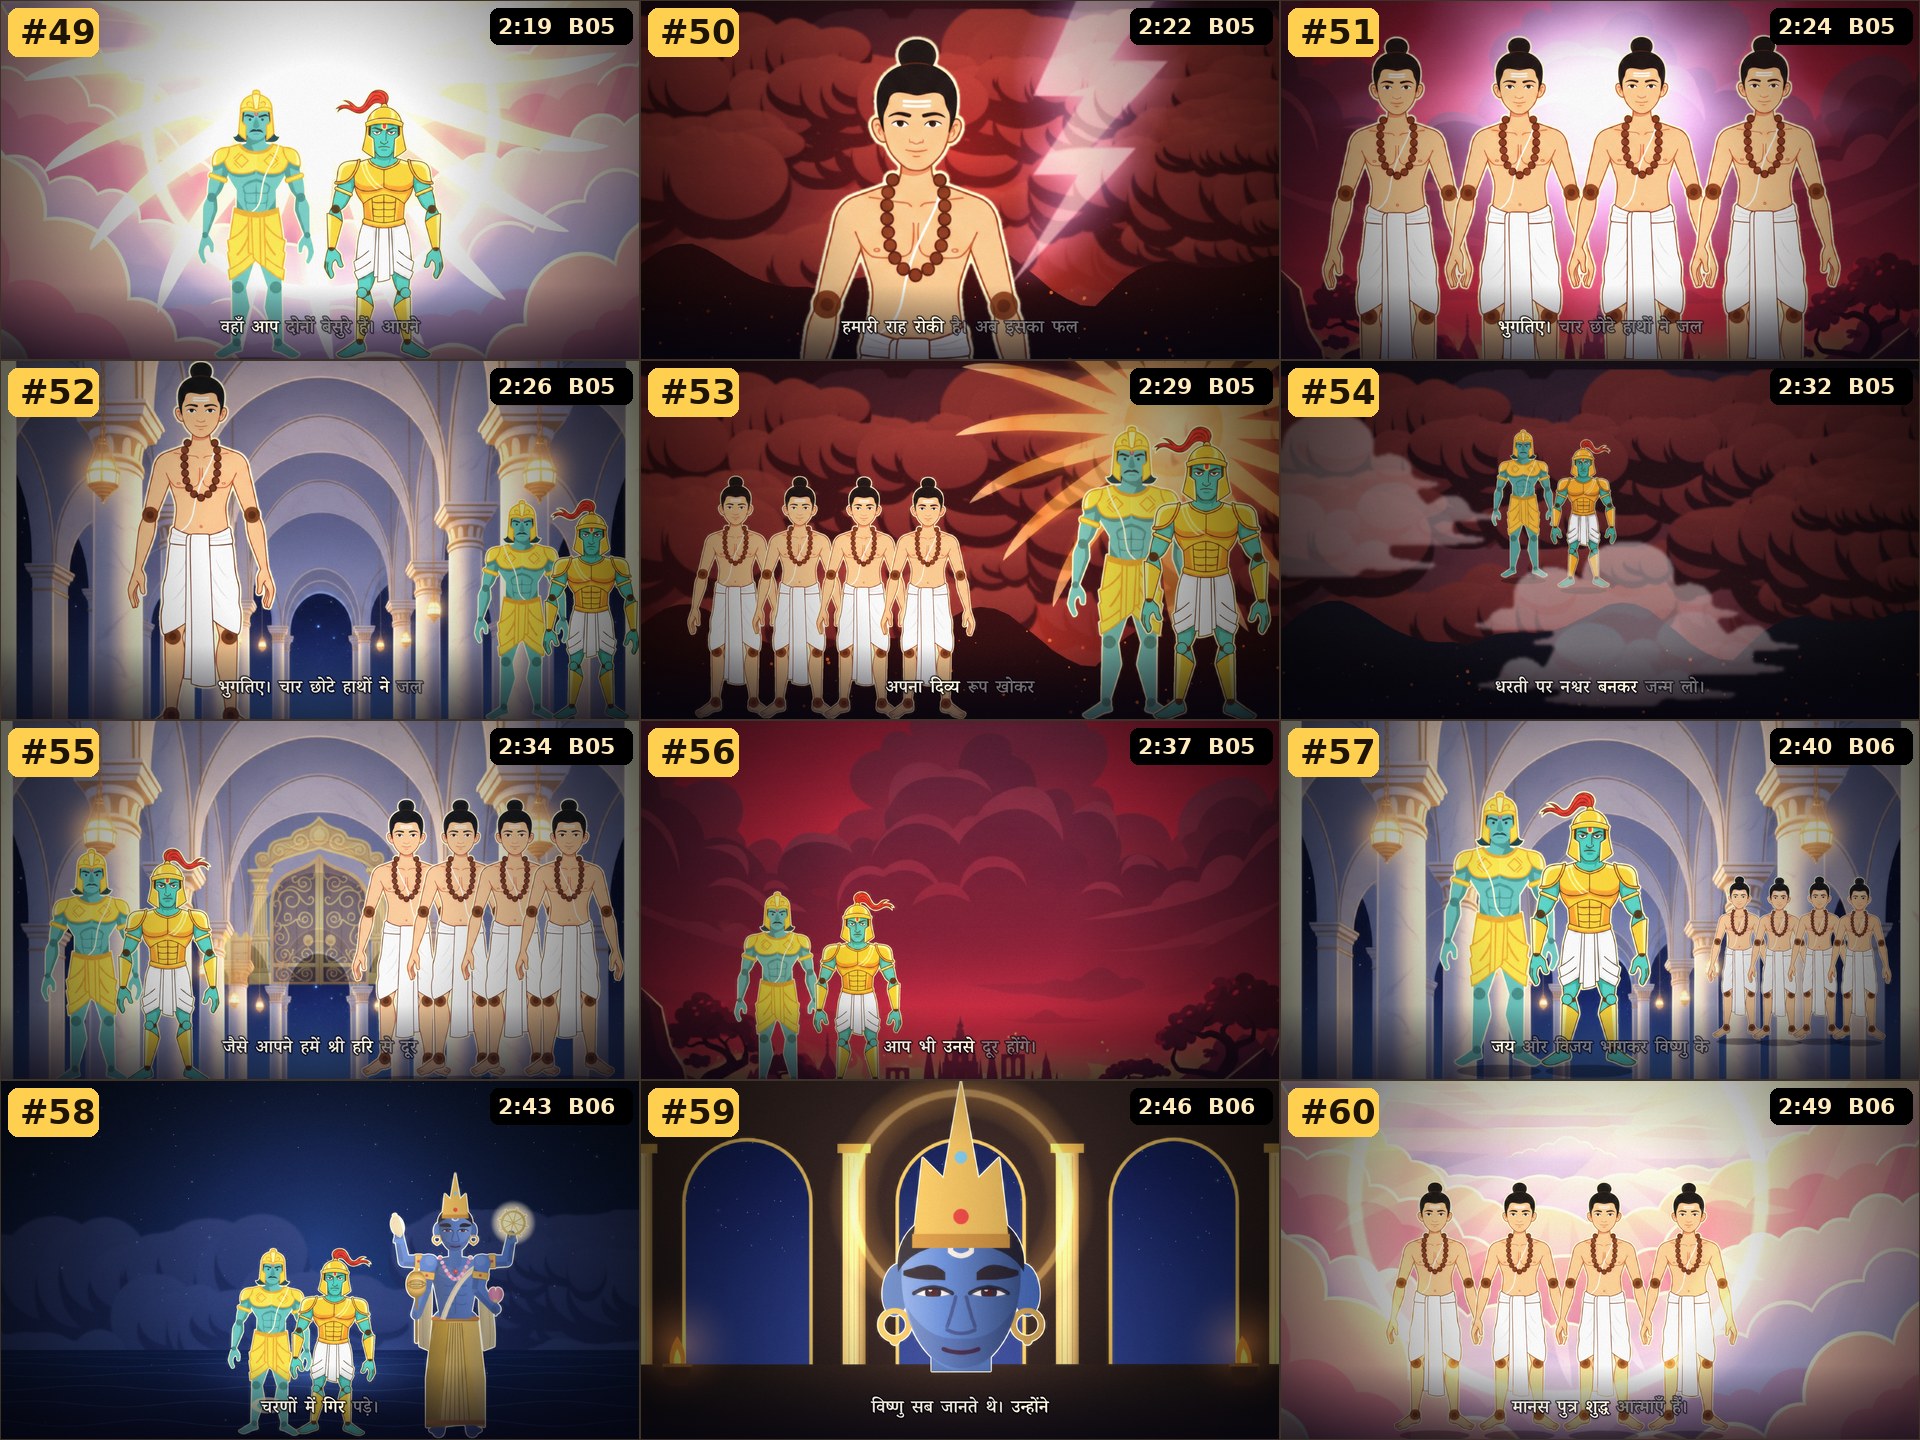 #49
2:19 B05
वहाँ आप दोनों बेसुरे हैं। आपने
#50
2:22 B05
हमारी राह रोकी है। अब इसका फल
#51
2:24 B05
भुगतिए। चार छोटे हाथों ने जल
#52
2:26 B05
भुगतिए। चार छोटे हाथों ने जल
#53
2:29 B05
अपना दिव्य रूप खोकर
#54
2:32 B05
धरती पर नश्वर बनकर जन्म लो।
#55
2:34 B05
जैसे आपने हमें श्री हरि से दूर
#56
2:37 B05
आप भी उनसे दूर होंगे।
#57
2:40 B06
जय और विजय भागकर विष्णु के
#58
2:43 B06
चरणों में गिर पड़े।
#59
2:46 B06
विष्णु सब जानते थे। उन्होंने
#60
2:49 B06
मानस पुत्र शुद्ध आत्माएँ हैं।